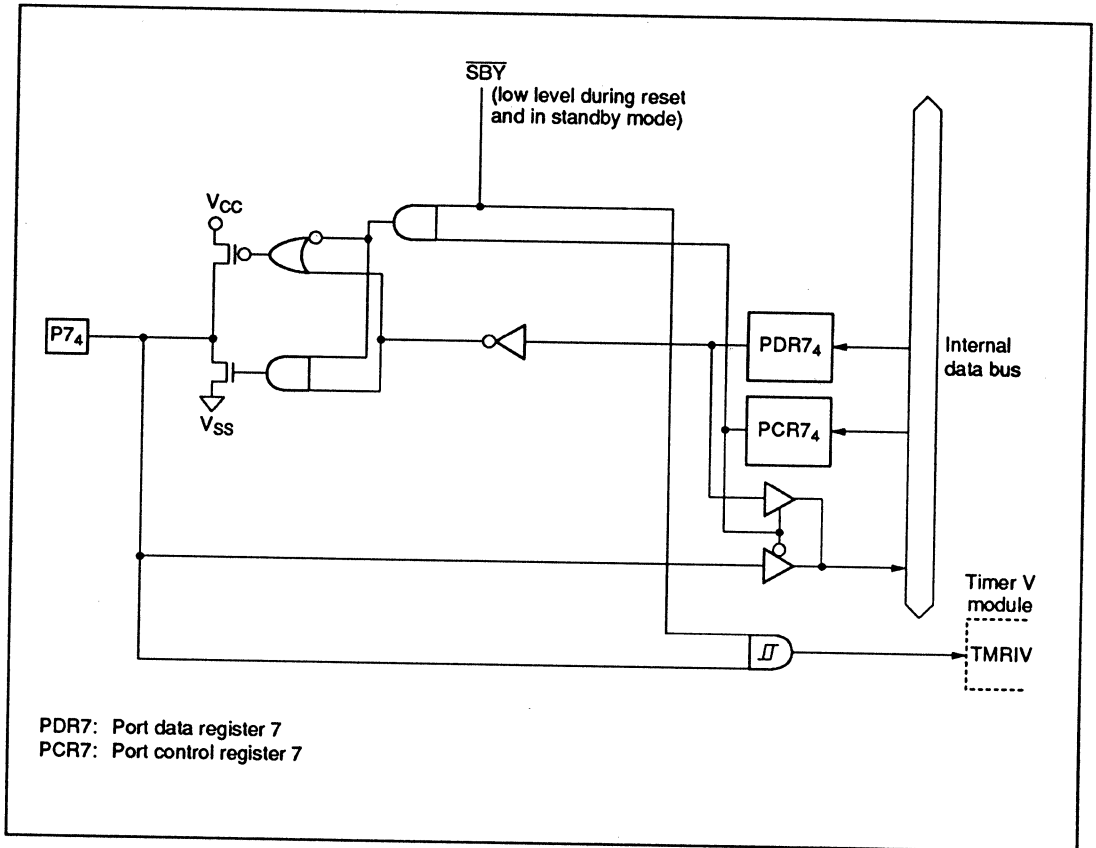 SBY
(low level during reset
and in standby mode)
VCC
P74
VSS
PDR74
PCR74
Internal
data bus
Timer V
module
TMRIV
PDR7: Port data register 7
PCR7: Port control register 7